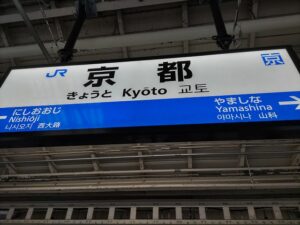 JR 京都 京
きょうと Kyōto 교토
にしおおじ やましな
Nishiōji Yamashina
니시오지 西大路 야마시나 山科